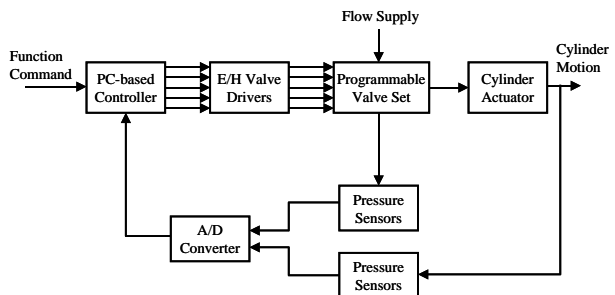 Flow Supply
Function
Command
PC-based
Controller
E/H Valve
Drivers
Programmable
Valve Set
Cylinder
Actuator
Cylinder
Motion
Pressure
Sensors
A/D
Converter
Pressure
Sensors